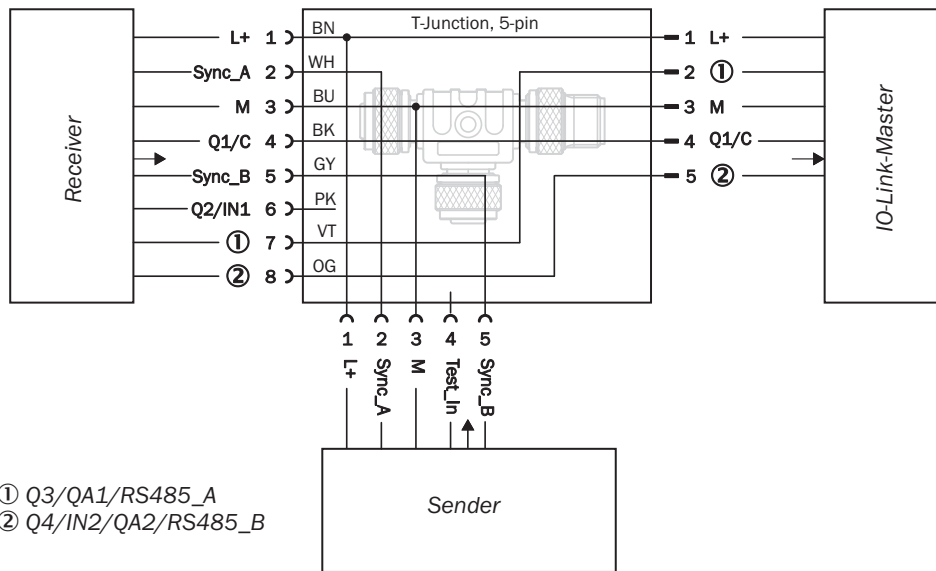 T-Junction, 5-pin
L+ 1 BN 1 L+
Sync_A 2 WH 2 ①
M 3 BU 3 M
Q1/C 4 BK 4 Q1/C
Sync_B 5 GY 5 ②
Q2/IN1 6 PK
① 7 VT
② 8 OG
Receiver
IO-Link-Master
1 2 3 4 5
L+ Sync_A M Test_In Sync_B
Sender
① Q3/QA1/RS485_A
② Q4/IN2/QA2/RS485_B